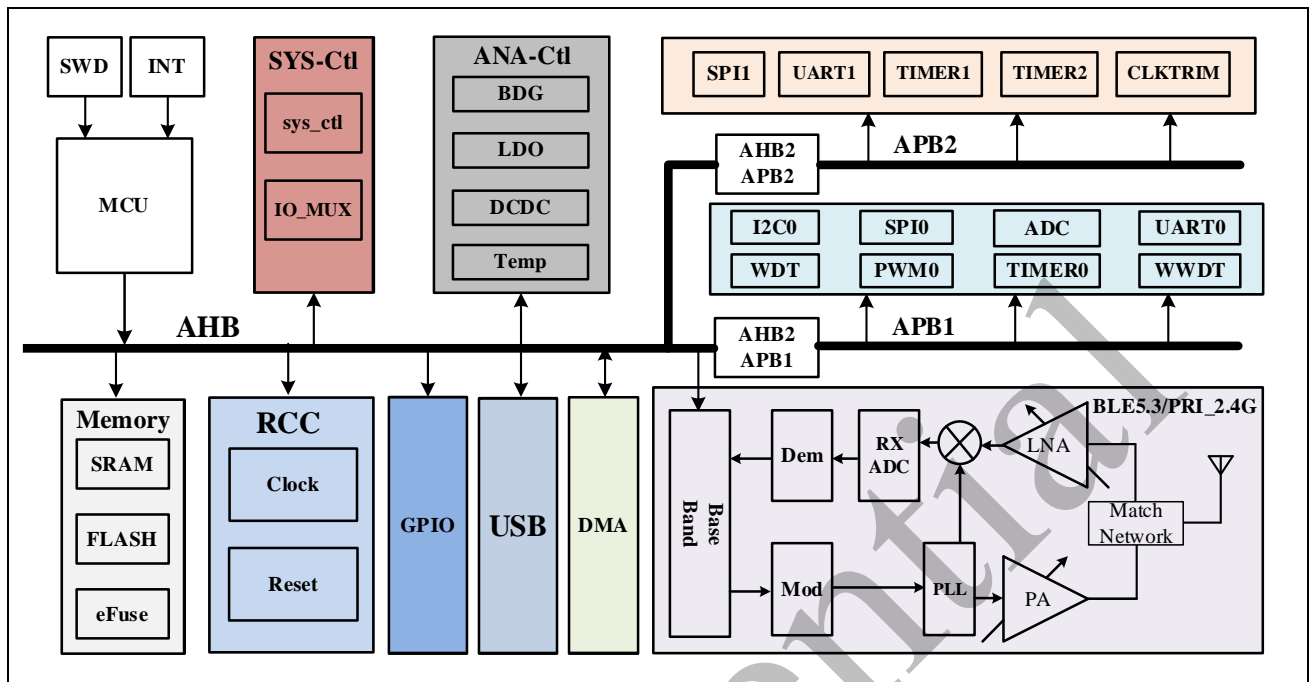 SWD
INT
MCU
SYS-Ctl
sys_ctl
IO_MUX
ANA-Ctl
BDG
LDO
DCDC
Temp
SPI1
UART1
TIMER1
TIMER2
CLKTRIM
AHB2
APB2
APB2
I2C0
SPI0
ADC
UART0
WDT
PWM0
TIMER0
WWDT
AHB
AHB2
APB1
APB1
Memory
SRAM
FLASH
eFuse
RCC
Clock
Reset
GPIO
USB
DMA
BLE5.3/PRI_2.4G
Base
Band
Dem
RX
ADC
LNA
Match
Network
Mod
PLL
PA